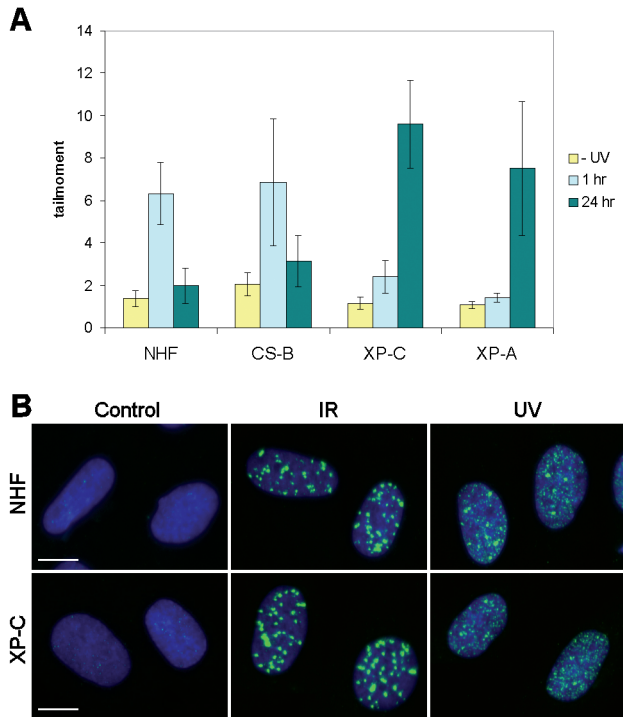 A
14
12
10
8
6
4
2
0
tailmoment
- UV
1 hr
24 hr
NHF CS-B XP-C XP-A
B
Control IR UV
NHF
XP-C